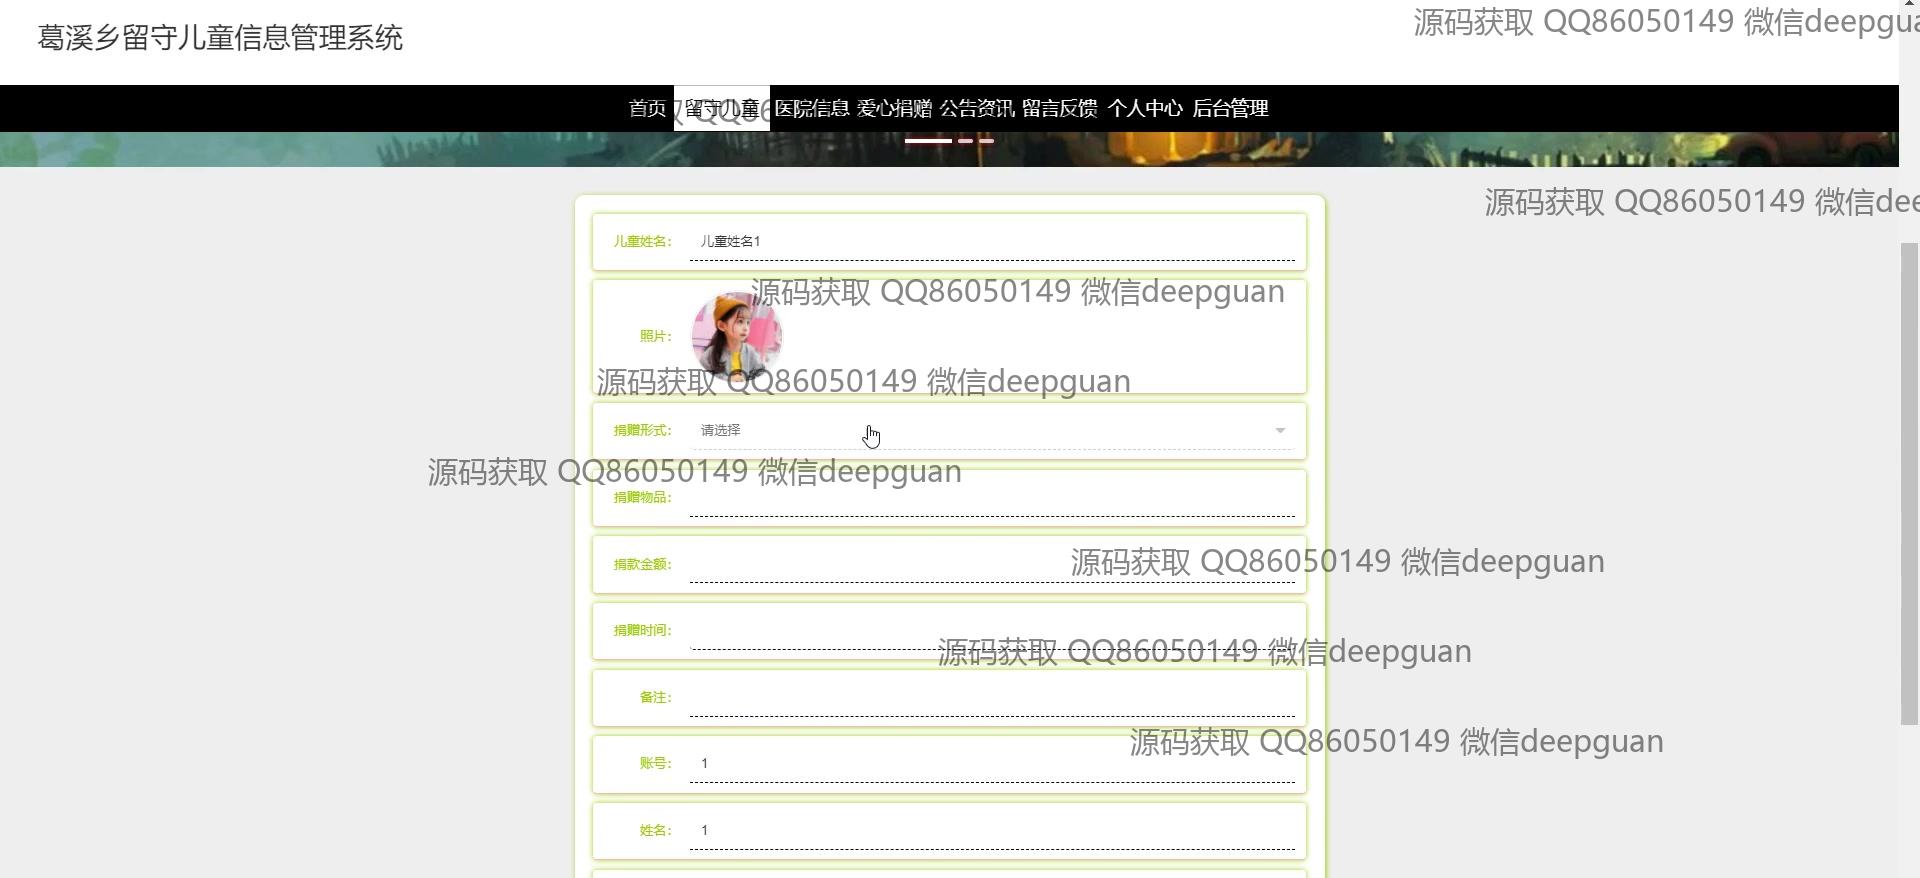 葛溪乡留守儿童信息管理系统
源码获取 QQ86050149 微信deepgua
首页 留守儿童 医院信息 爱心捐赠 公告资讯 留言反馈 个人中心 后台管理
源码获取 QQ86050149 微信dee
儿童姓名: 儿童姓名1
源码获取 QQ86050149 微信deepguan
照片:
源码获取 QQ86050149 微信deepguan
捐赠形式: 请选择
源码获取 QQ86050149 微信deepguan
捐赠物品:
捐款金额:
源码获取 QQ86050149 微信deepguan
捐赠时间:
源码获取 QQ86050149 微信deepguan
备注:
源码获取 QQ86050149 微信deepguan
账号: 1
姓名: 1